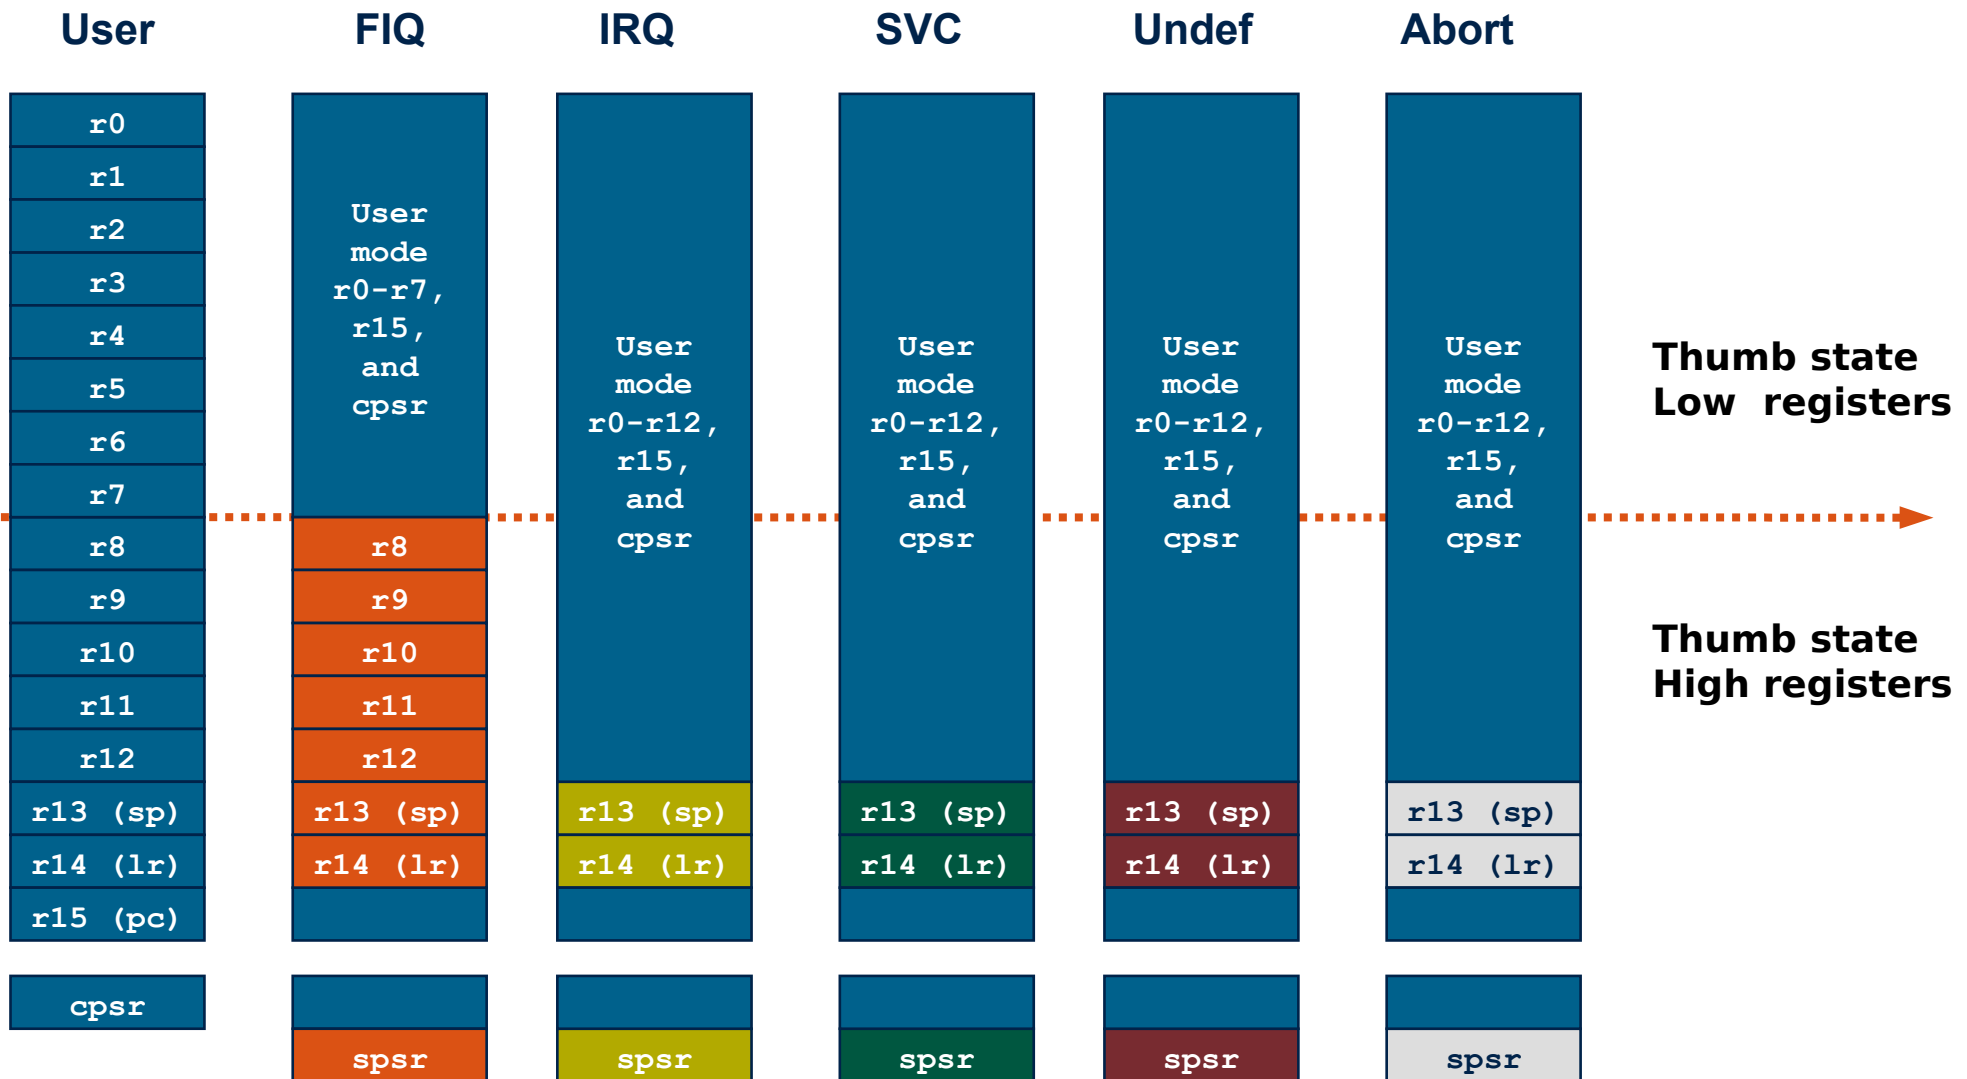 User
FIQ
IRQ
SVC
Undef
Abort
r0
r1
r2
r3
r4
r5
r6
r7
r8
r9
r10
r11
r12
r13 (sp)
r14 (lr)
r15 (pc)
cpsr
User
mode
r0-r7,
r15,
and
cpsr
r8
r9
r10
r11
r12
r13 (sp)
r14 (lr)
spsr
User
mode
r0-r12,
r15,
and
cpsr
r13 (sp)
r14 (lr)
spsr
User
mode
r0-r12,
r15,
and
cpsr
r13 (sp)
r14 (lr)
spsr
User
mode
r0-r12,
r15,
and
cpsr
r13 (sp)
r14 (lr)
spsr
User
mode
r0-r12,
r15,
and
cpsr
r13 (sp)
r14 (lr)
spsr
Thumb state
Low registers
Thumb state
High registers